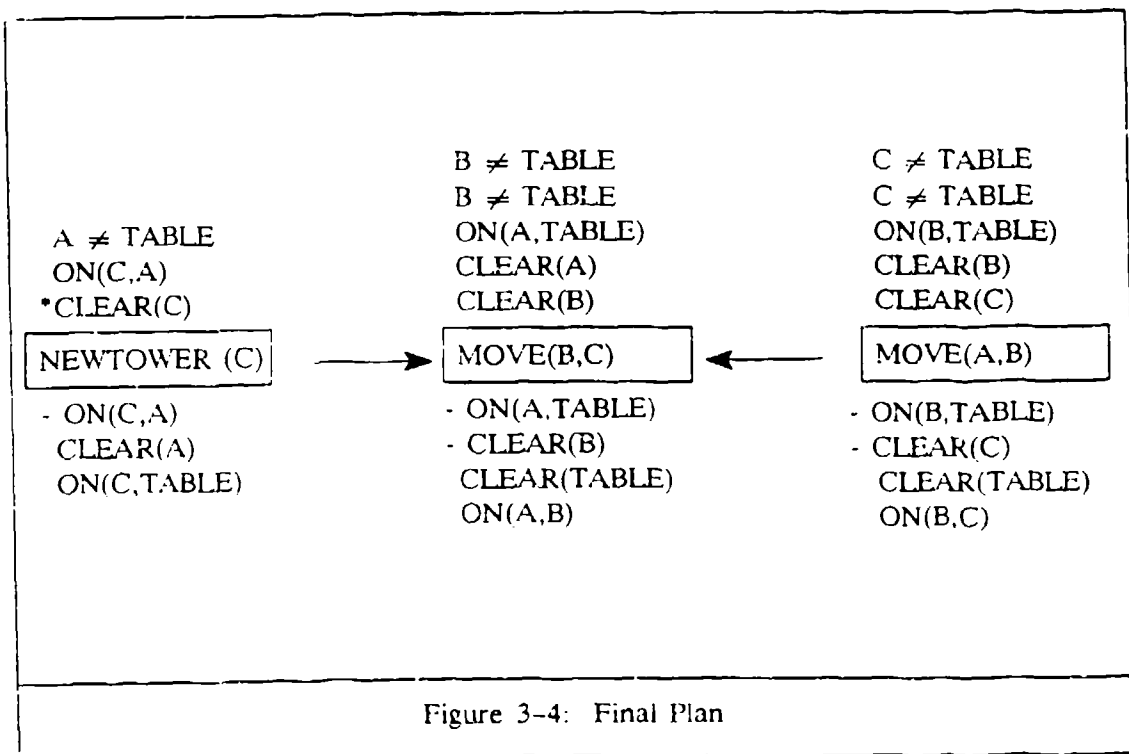 A ≠ TABLE
ON(C,A)
*CLEAR(C)
NEWTOWER (C)
- ON(C,A)
CLEAR(A)
ON(C,TABLE)
B ≠ TABLE
B ≠ TABLE
ON(A,TABLE)
CLEAR(A)
CLEAR(B)
MOVE(B,C)
- ON(A,TABLE)
- CLEAR(B)
CLEAR(TABLE)
ON(A,B)
C ≠ TABLE
C ≠ TABLE
ON(B,TABLE)
CLEAR(B)
CLEAR(C)
MOVE(A,B)
- ON(B,TABLE)
- CLEAR(C)
CLEAR(TABLE)
ON(B,C)
Figure 3-4: Final Plan